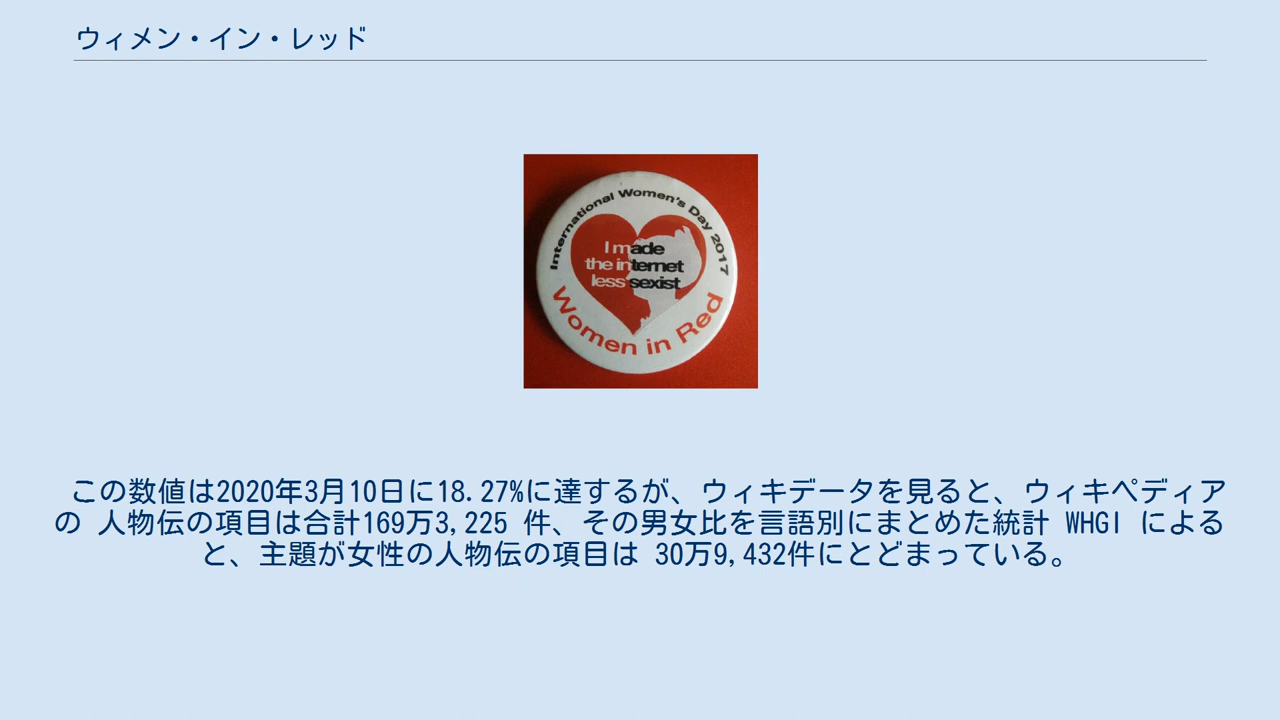 ウィメン・イン・レッド
International Women's Day 2017
I made
the internet
less sexist
Women in Red
この数値は2020年3月10日に18.27%に達するが、ウィキデータを見ると、ウィキペディア
の 人物伝の項目は合計169万3,225 件、その男女比を言語別にまとめた統計 WHGI による
と、主題が女性の人物伝の項目は 30万9,432件にとどまっている。